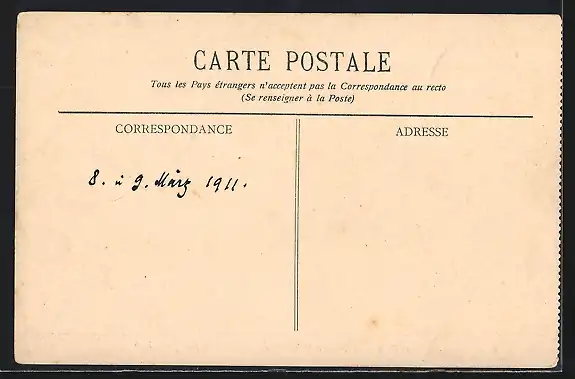 CARTE POSTALE
Tous les Pays étrangers n'acceptent pas la Correspondance au recto
(Se renseigner à la Poste)
CORRESPONDANCE
ADRESSE
8. u 9. März 1911.